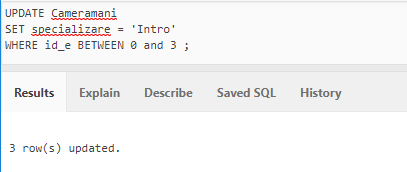 UPDATE Cameramani
SET specializare = 'Intro'
WHERE id_e BETWEEN 0 and 3 ;
Results Explain Describe Saved SQL History
3 row(s) updated.